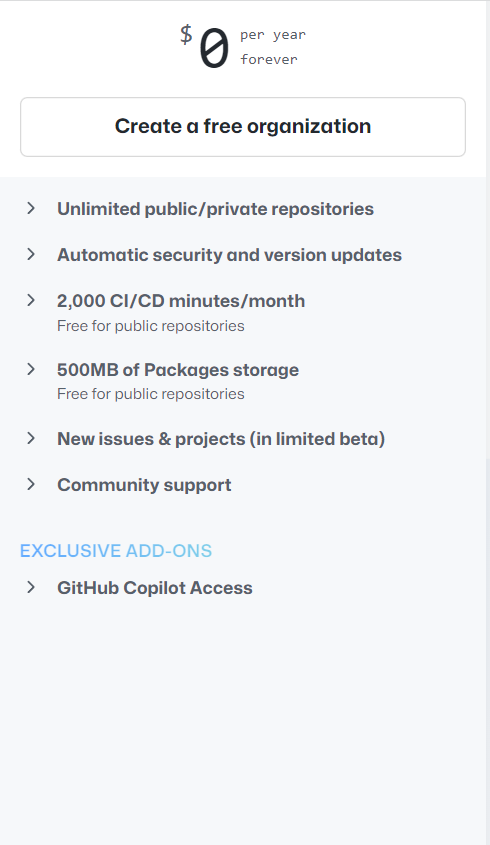 $ 0 per year
forever
Create a free organization
Unlimited public/private repositories
Automatic security and version updates
2,000 CI/CD minutes/month
Free for public repositories
500MB of Packages storage
Free for public repositories
New issues & projects (in limited beta)
Community support
EXCLUSIVE ADD-ONS
GitHub Copilot Access